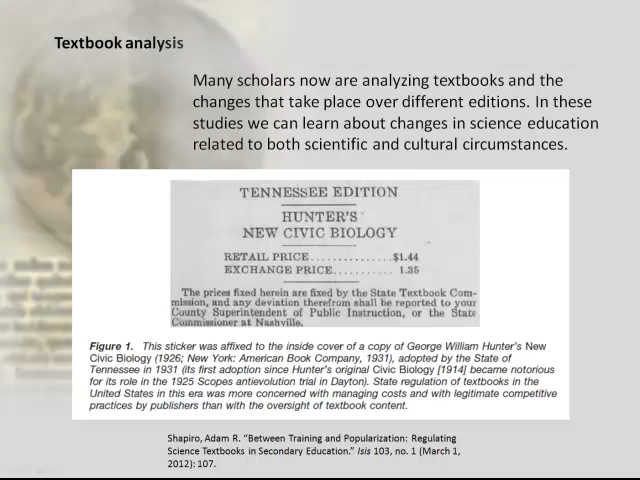 Textbook analysis
Many scholars now are analyzing textbooks and the
changes that take place over different editions. In these
studies we can learn about changes in science education
related to both scientific and cultural circumstances.
TENNESSEE EDITION
HUNTER'S
NEW CIVIC BIOLOGY
RETAIL PRICE...............$1.44
EXCHANGE PRICE........... 1.35
The prices fixed herein are fixed by the State Textbook Com-
mission, and any deviation therefrom shall be reported to your
County Superintendent of Public Instruction, or the State
Commissioner at Nashville.
Figure 1. This sticker was affixed to the inside cover of a copy of George William Hunter's New
Civic Biology (1926; New York: American Book Company, 1931), adopted by the State of
Tennessee in 1931 (its first adoption since Hunter's original Civic Biology [1914] became notorious
for its role in the 1925 Scopes antievolution trial in Dayton). State regulation of textbooks in the
United States in this era was more concerned with managing costs and with legitimate competitive
practices by publishers than with the oversight of textbook content.
Shapiro, Adam R. "Between Training and Popularization: Regulating
Science Textbooks in Secondary Education." Isis 103, no. 1 (March 1,
2012): 107.